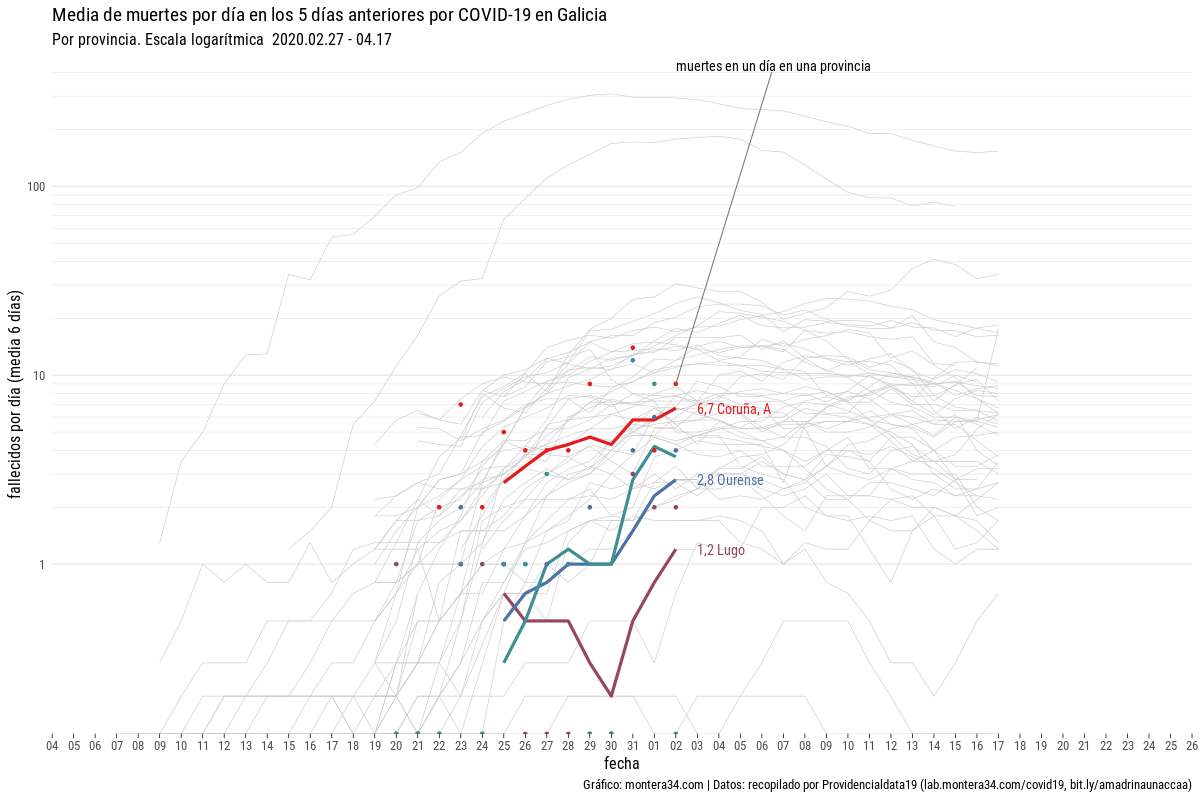 Media de muertes por día en los 5 días anteriores por COVID-19 en Galicia
Por provincia. Escala logarítmica 2020.02.27 - 04.17
muertes en un día en una provincia
100
10
1
fallecidos por día (media 6 días)
6,7 Coruña, A
2,8 Ourense
1,2 Lugo
04 05 06 07 08 09 10 11 12 13 14 15 16 17 18 19 20 21 22 23 24 25 26 27 28 29 30 31 01 02 03 04 05 06 07 08 09 10 11 12 13 14 15 16 17 18 19 20 21 22 23 24 25 26
fecha
Gráfico: montera34.com | Datos: recopilado por Providencialdata19 (lab.montera34.com/covid19, bit.ly/amadrinaunaccaa)